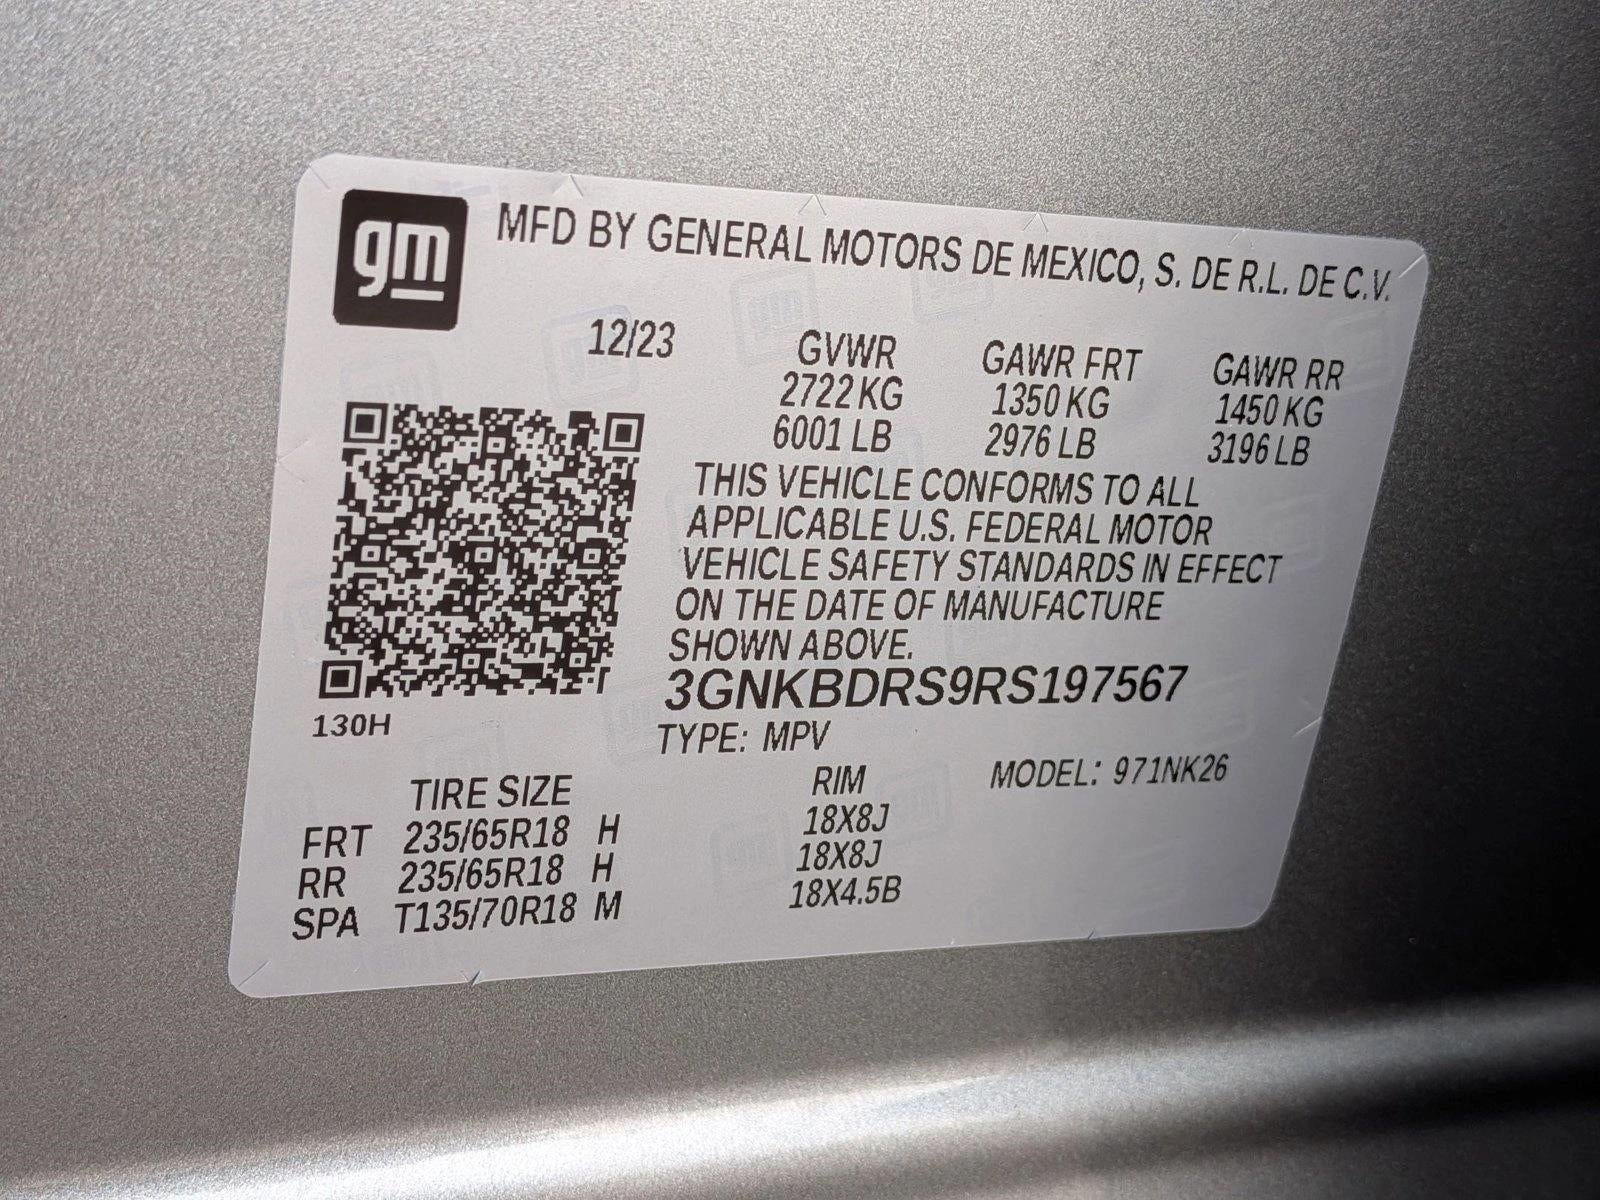 gm
MFD BY GENERAL MOTORS DE MEXICO, S. DE R.L. DE C.V.
12/23 GVWR GAWR FRT GAWR RR
2722 KG 1350 KG 1450 KG
6001 LB 2976 LB 3196 LB
THIS VEHICLE CONFORMS TO ALL
APPLICABLE U.S. FEDERAL MOTOR
VEHICLE SAFETY STANDARDS IN EFFECT
ON THE DATE OF MANUFACTURE
SHOWN ABOVE.
3GNKBDRS9RS197567
130H
TYPE: MPV
TIRE SIZE RIM MODEL: 971NK26
FRT 235/65R18 H 18X8J
RR 235/65R18 H 18X8J
SPA T135/70R18 M 18X4.5B